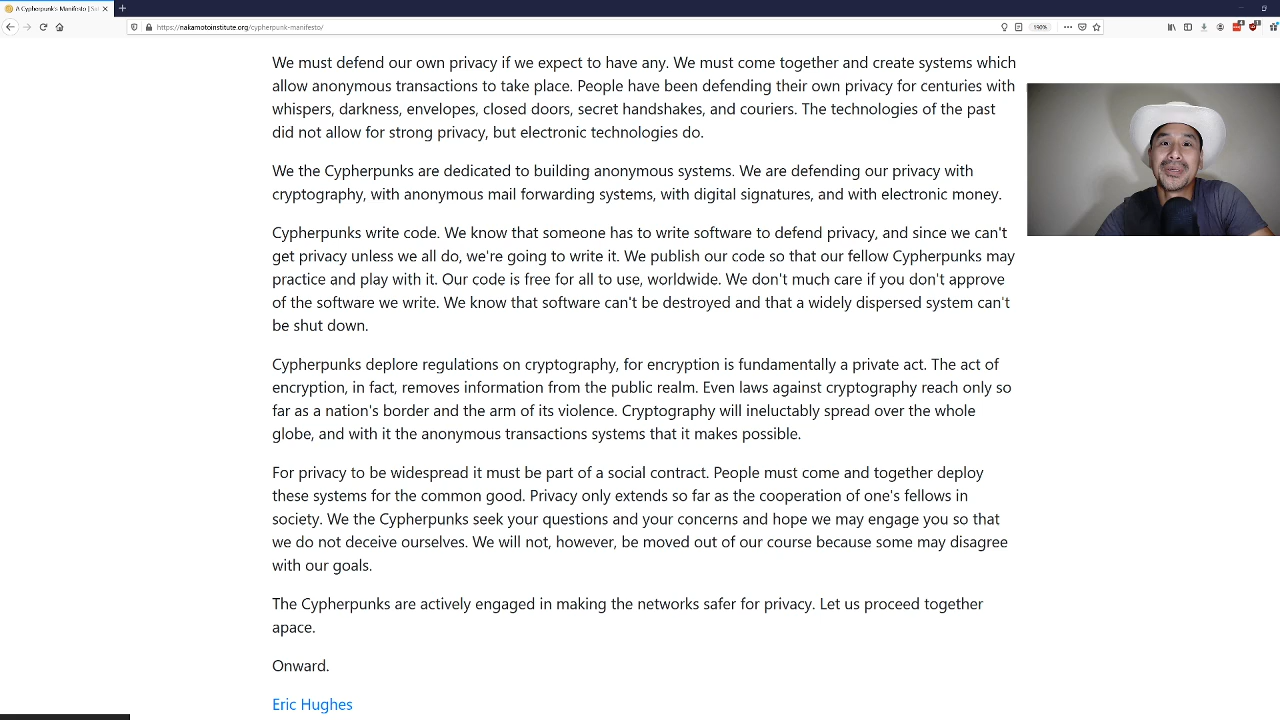 A Cypherpunk's Manifesto | Sat
https://nakamotoinstitute.org/cypherpunk-manifesto/
190%
We must defend our own privacy if we expect to have any. We must come together and create systems which
allow anonymous transactions to take place. People have been defending their own privacy for centuries with
whispers, darkness, envelopes, closed doors, secret handshakes, and couriers. The technologies of the past
did not allow for strong privacy, but electronic technologies do.
We the Cypherpunks are dedicated to building anonymous systems. We are defending our privacy with
cryptography, with anonymous mail forwarding systems, with digital signatures, and with electronic money.
Cypherpunks write code. We know that someone has to write software to defend privacy, and since we can't
get privacy unless we all do, we're going to write it. We publish our code so that our fellow Cypherpunks may
practice and play with it. Our code is free for all to use, worldwide. We don't much care if you don't approve
of the software we write. We know that software can't be destroyed and that a widely dispersed system can't
be shut down.
Cypherpunks deplore regulations on cryptography, for encryption is fundamentally a private act. The act of
encryption, in fact, removes information from the public realm. Even laws against cryptography reach only so
far as a nation's border and the arm of its violence. Cryptography will ineluctably spread over the whole
globe, and with it the anonymous transactions systems that it makes possible.
For privacy to be widespread it must be part of a social contract. People must come and together deploy
these systems for the common good. Privacy only extends so far as the cooperation of one's fellows in
society. We the Cypherpunks seek your questions and your concerns and hope we may engage you so that
we do not deceive ourselves. We will not, however, be moved out of our course because some may disagree
with our goals.
The Cypherpunks are actively engaged in making the networks safer for privacy. Let us proceed together
apace.
Onward.
Eric Hughes